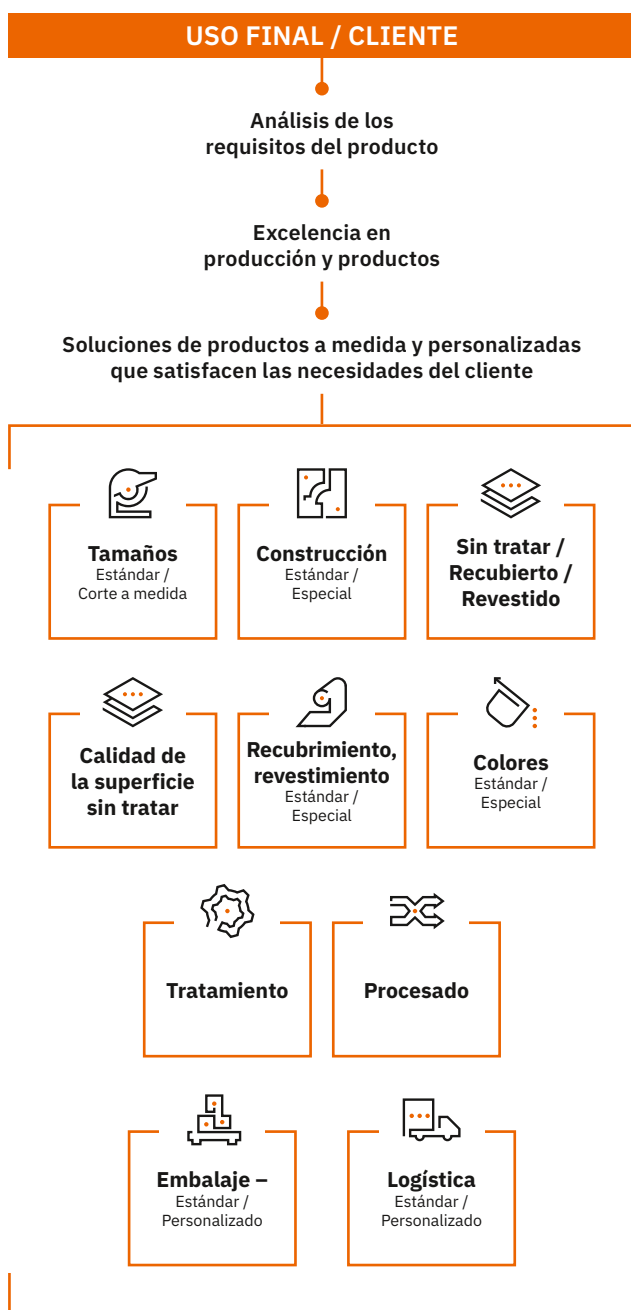 USO FINAL / CLIENTE
Análisis de los
requisitos del producto
Excelencia en
producción y productos
Soluciones de productos a medida y personalizadas
que satisfacen las necesidades del cliente
Tamaños
Estándar /
Corte a medida
Construcción
Estándar /
Especial
Sin tratar /
Recubierto /
Revestido
Calidad de
la superficie
sin tratar
Recubrimiento,
revestimiento
Estándar /
Especial
Colores
Estándar /
Especial
Tratamiento
Procesado
Embalaje –
Estándar /
Personalizado
Logística
Estándar /
Personalizado